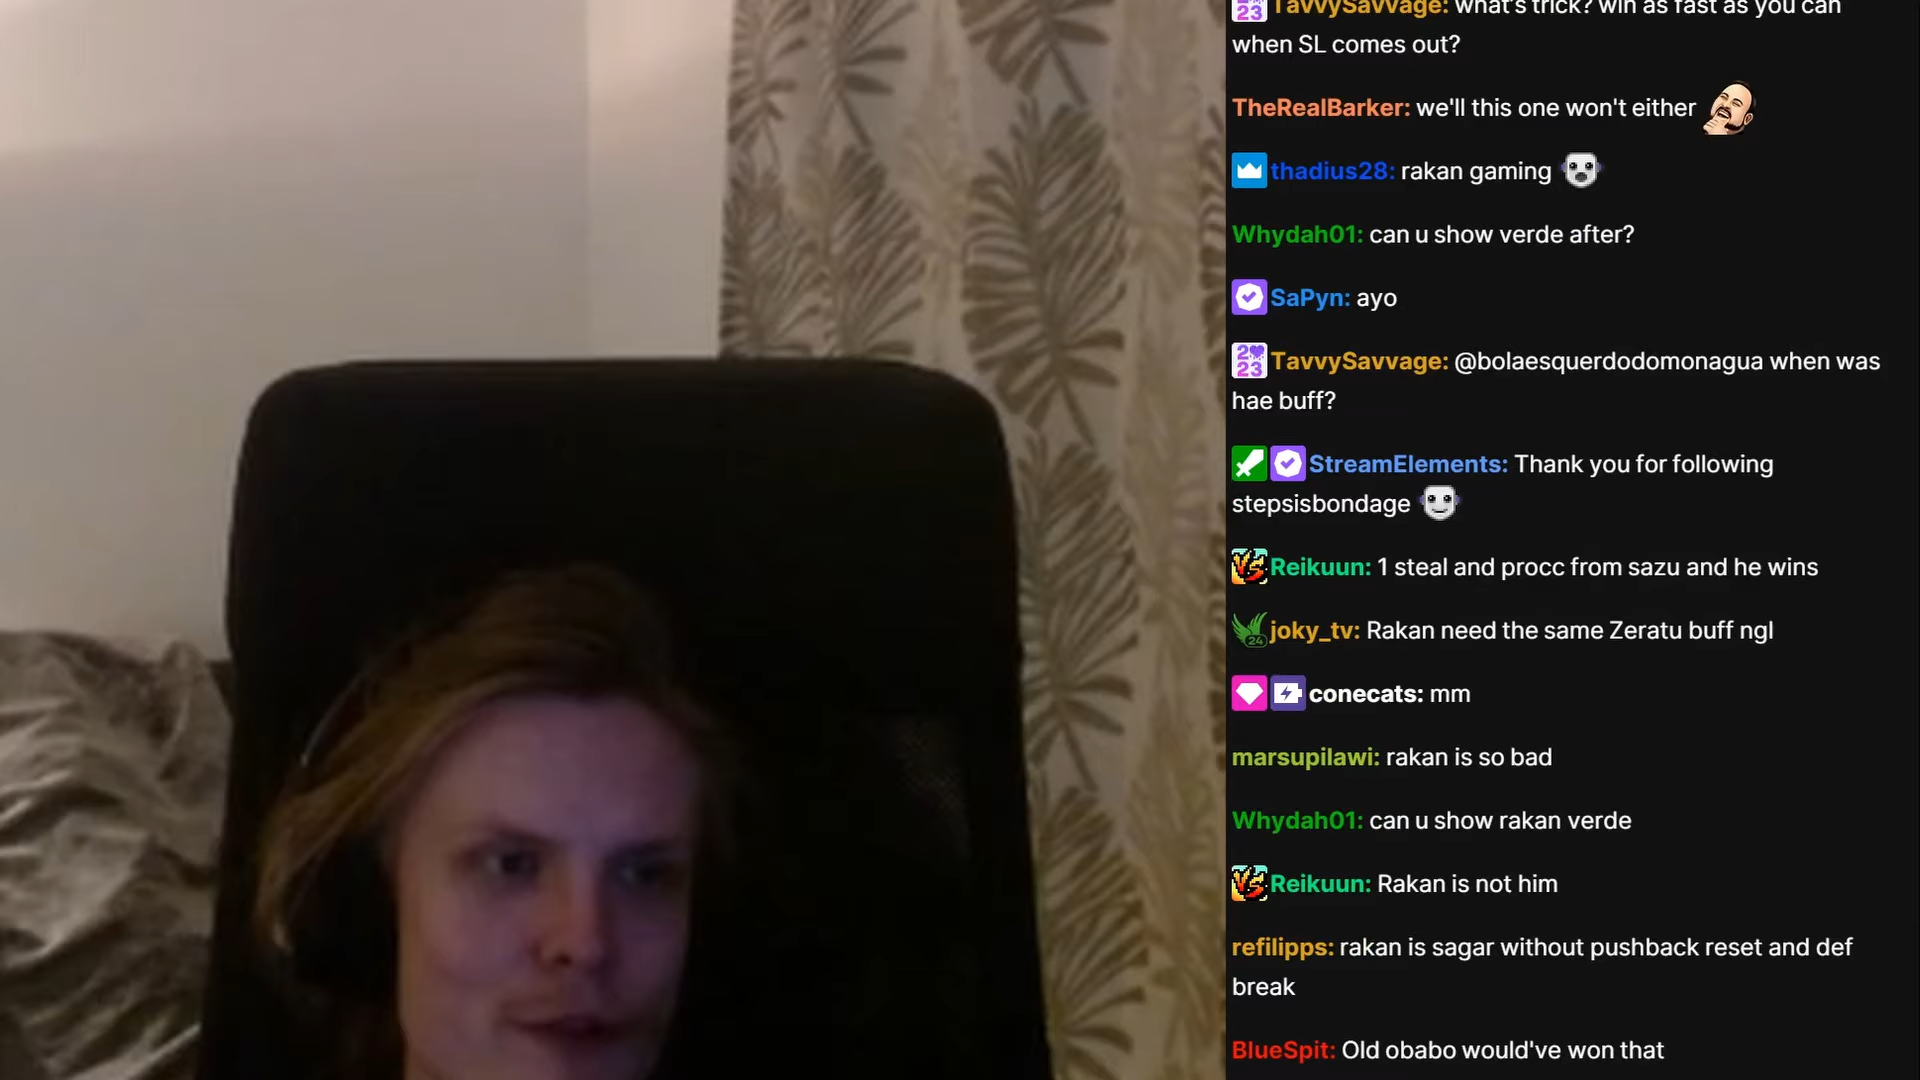 TavvySavvage: what's trick? win as fast as you can
when SL comes out?
TheRealBarker: we'll this one won't either
thadius28: rakan gaming
Whydah01: can u show verde after?
SaPyn: ayo
TavvySavvage: @bolaesquerdodomonagua when was
hae buff?
StreamElements: Thank you for following
stepsisbondage
Reikuun: 1 steal and procc from sazu and he wins
joky_tv: Rakan need the same Zeratu buff ngl
conecats: mm
marsupilawi: rakan is so bad
Whydah01: can u show rakan verde
Reikuun: Rakan is not him
refilipps: rakan is sagar without pushback reset and def
break
BlueSpit: Old obabo would've won that